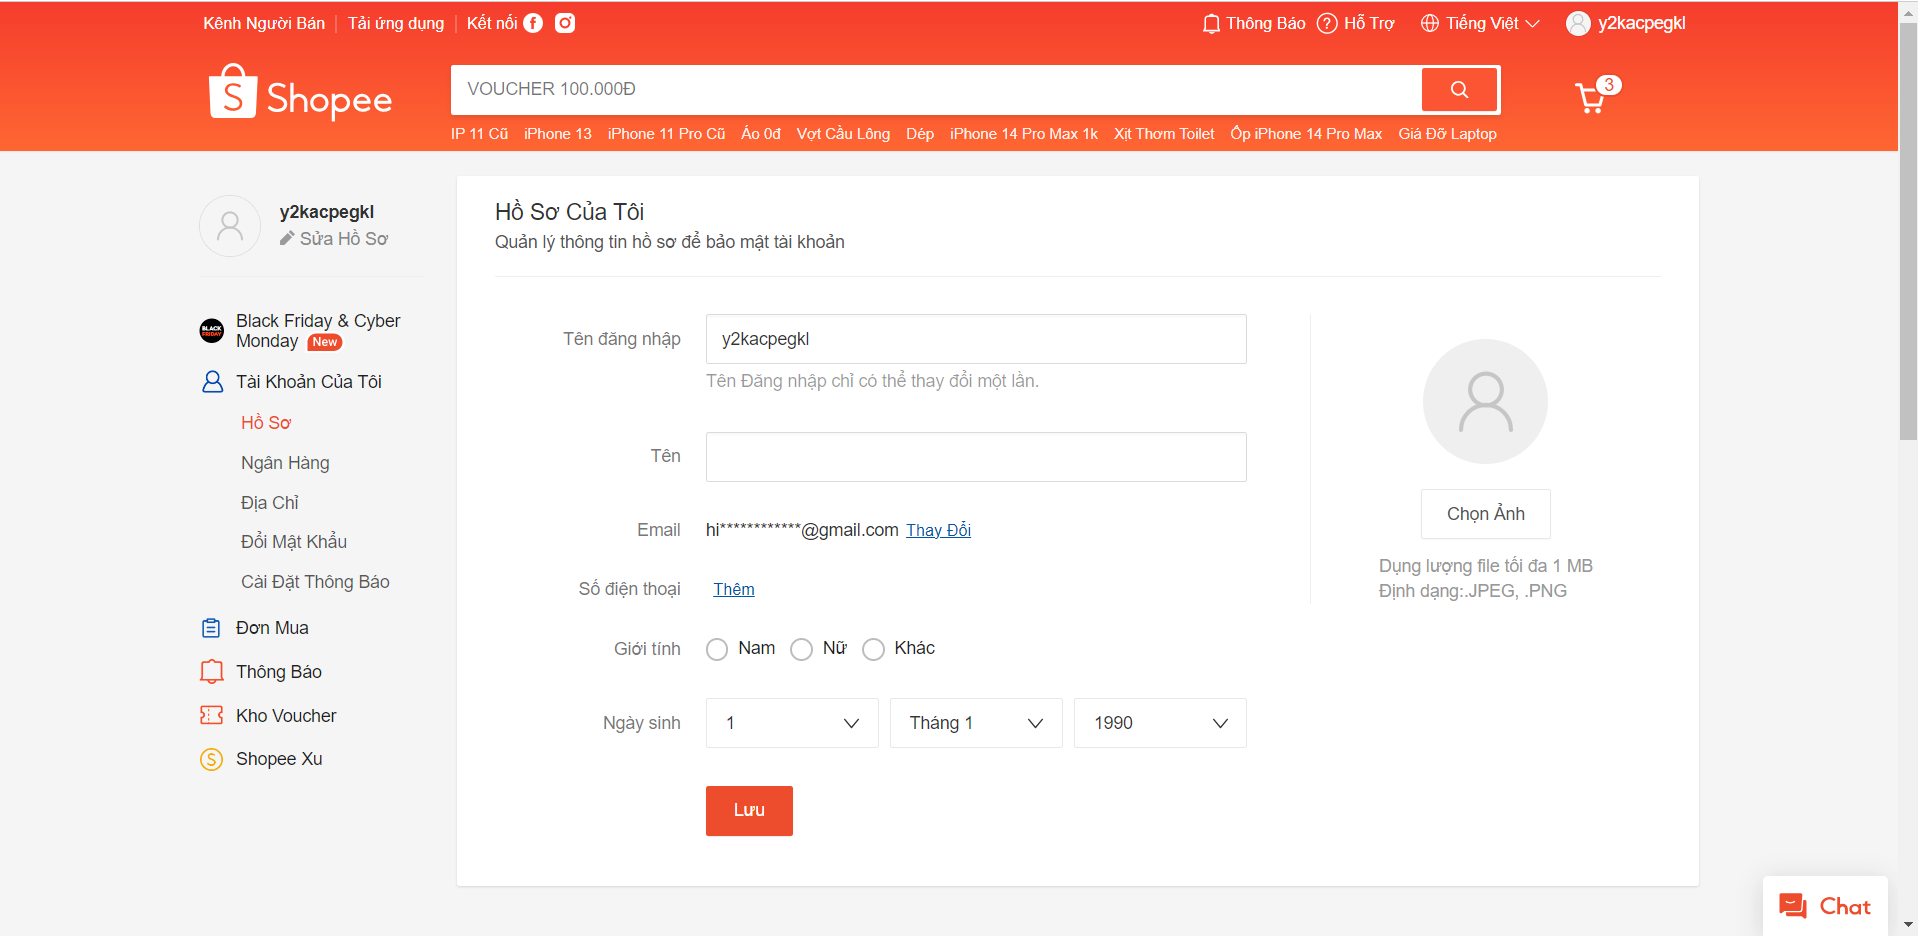 Kênh Người Bán
Tải ứng dụng
Kết nối
Thông Báo
Hỗ Trợ
Tiếng Việt
y2kacpegkl
Shopee
VOUCHER 100.000Đ
3
IP 11 Cũ iPhone 13 iPhone 11 Pro Cũ Áo 0đ Vợt Cầu Lông Dép iPhone 14 Pro Max 1k Xịt Thơm Toilet Ốp iPhone 14 Pro Max Giá Đỡ Laptop
y2kacpegkl
Sửa Hồ Sơ
BLACK
FRIDAY
Black Friday & Cyber
Monday New
Tài Khoản Của Tôi
Hồ Sơ
Ngân Hàng
Địa Chỉ
Đổi Mật Khẩu
Cài Đặt Thông Báo
Đơn Mua
Thông Báo
Kho Voucher
Shopee Xu
Hồ Sơ Của Tôi
Quản lý thông tin hồ sơ để bảo mật tài khoản
Tên đăng nhập y2kacpegkl
Tên Đăng nhập chỉ có thể thay đổi một lần.
Tên
Email hi************@gmail.com Thay Đổi
Số điện thoại Thêm
Giới tính Nam Nữ Khác
Ngày sinh 1 Tháng 1 1990
Lưu
Chọn Ảnh
Dụng lượng file tối đa 1 MB
Định dạng:.JPEG, .PNG
Chat